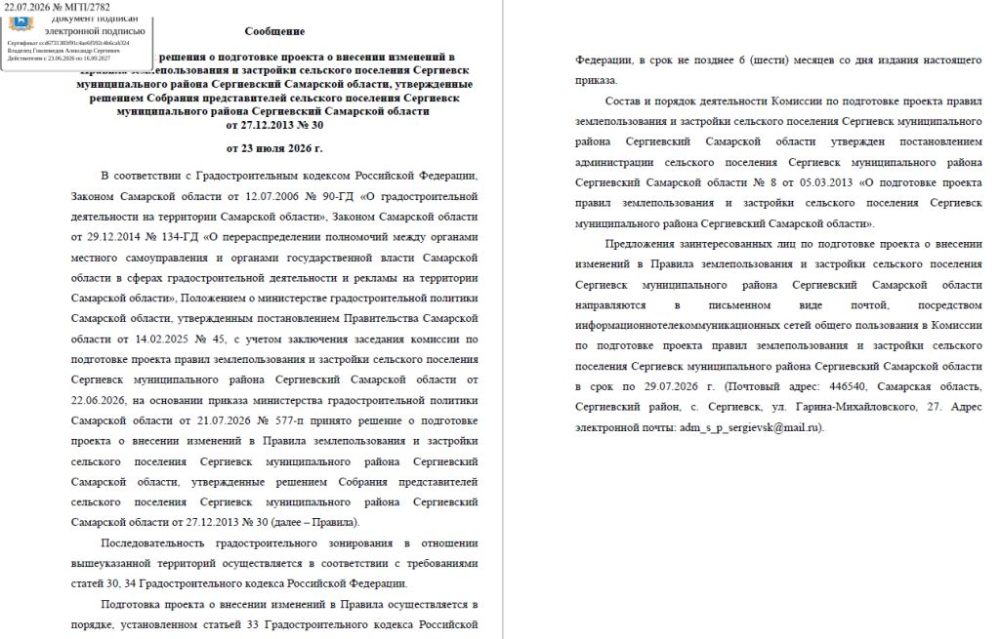 22.07.2026 № МГП/2782
Документ подписан
электронной подписью
Действителен с 23.06.2026 по 16.09.2027
Сообщение
решения о подготовке проекта о внесении изменений в
Правила землепользования и застройки сельского поселения Сергиевск
муниципального района Сергиевский Самарской области, утвержденные
решением Собрания представителей сельского поселения Сергиевск
муниципального района Сергиевский Самарской области
от 27.12.2013 № 30
от 23 июля 2026 г.
В соответствии с Градостроительным кодексом Российской Федерации,
Законом Самарской области от 12.07.2006 № 90-ГД «О градостроительной
деятельности на территории Самарской области», Законом Самарской области
от 29.12.2014 № 134-ГД «О перераспределении полномочий между органами
местного самоуправления и органами государственной власти Самарской
области в сферах градостроительной деятельности и рекламы на территории
Самарской области», Положением о министерстве градостроительной политики
Самарской области, утвержденным постановлением Правительства Самарской
области от 14.02.2025 № 45, с учетом заключения заседания комиссии по
подготовке проекта правил землепользования и застройки сельского поселения
Сергиевск муниципального района Сергиевский Самарской области от
22.06.2026, на основании приказа министерства градостроительной политики
Самарской области от 21.07.2026 № 577-п принято решение о подготовке
проекта о внесении изменений в Правила землепользования и застройки
сельского поселения Сергиевск муниципального района Сергиевский
Самарской области, утвержденные решением Собрания представителей
сельского поселения Сергиевск муниципального района Сергиевский
Самарской области от 27.12.2013 № 30 (далее – Правила).
Последовательность градостроительного зонирования в отношении
вышеуказанной территорий осуществляется в соответствии с требованиями
статей 30, 34 Градостроительного кодекса Российской Федерации.
Подготовка проекта о внесении изменений в Правила осуществляется в
порядке, установленном статьей 33 Градостроительного кодекса Российской
Федерации, в срок не позднее 6 (шести) месяцев со дня издания настоящего
приказа.
Состав и порядок деятельности Комиссии по подготовке проекта правил
землепользования и застройки сельского поселения Сергиевск муниципального
района Сергиевский Самарской области утвержден постановлением
администрации сельского поселения Сергиевск муниципального района
Сергиевский Самарской области № 8 от 05.03.2013 «О подготовке проекта
правил землепользования и застройки сельского поселения Сергиевск
муниципального района Сергиевский Самарской области».
Предложения заинтересованных лиц по подготовке проекта о внесении
изменений в Правила землепользования и застройки сельского поселения
Сергиевск муниципального района Сергиевский Самарской области
направляются в письменном виде почтой, посредством
информационнотелекоммуникационных сетей общего пользования в Комиссии
по подготовке проекта правил землепользования и застройки сельского
поселения Сергиевск муниципального района Сергиевский Самарской области
в срок по 29.07.2026 г. (Почтовый адрес: 446540, Самарская область,
Сергиевский район, с. Сергиевск, ул. Гарина-Михайловского, 27. Адрес
электронной почты: adm_s_p_sergievsk@mail.ru).